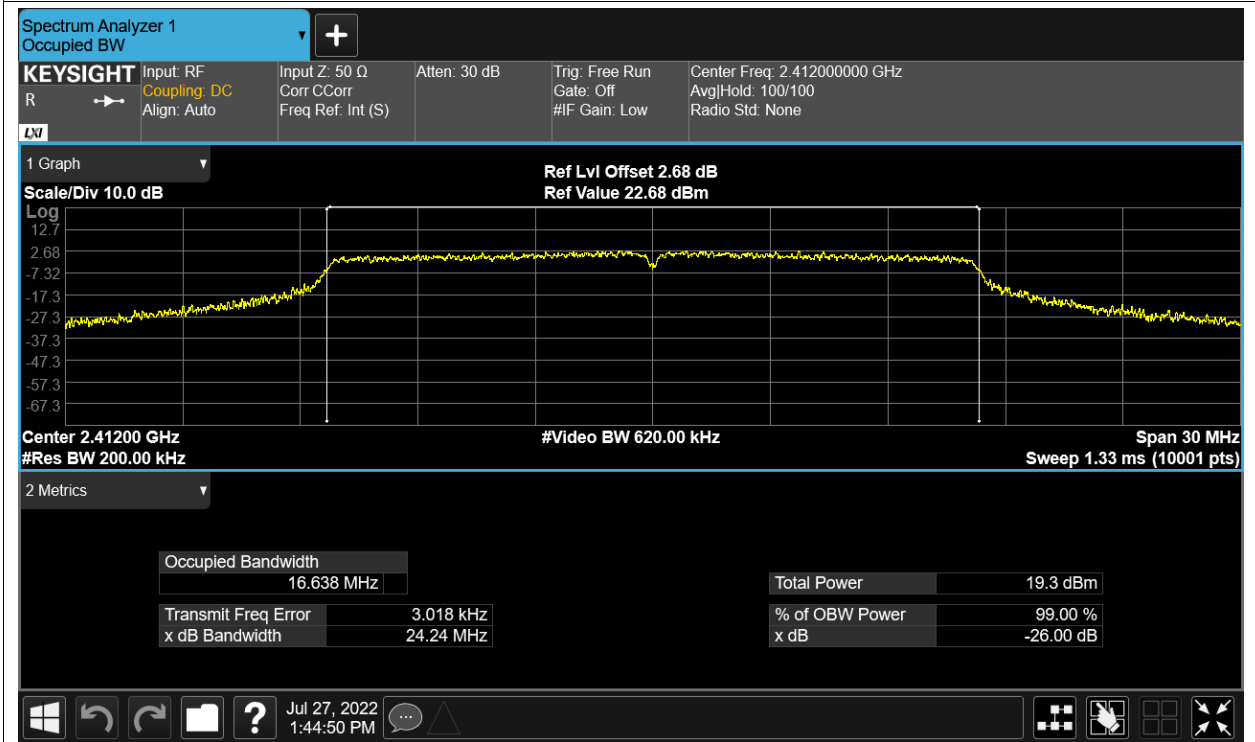 Spectrum Analyzer 1
Occupied BW
KEYSIGHT
R
LXI
Input: RF
Coupling: DC
Align: Auto
Input Z: 50 Ω
Corr CCorr
Freq Ref: Int (S)
Atten: 30 dB
Trig: Free Run
Gate: Off
#IF Gain: Low
Center Freq: 2.412000000 GHz
Avg|Hold: 100/100
Radio Std: None
1 Graph
Scale/Div 10.0 dB
Ref Lvl Offset 2.68 dB
Ref Value 22.68 dBm
Log
12.7
2.68
-7.32
-17.3
-27.3
-37.3
-47.3
-57.3
-67.3
Center 2.41200 GHz
#Res BW 200.00 kHz
#Video BW 620.00 kHz
Span 30 MHz
Sweep 1.33 ms (10001 pts)
2 Metrics
Occupied Bandwidth
16.638 MHz
Transmit Freq Error 3.018 kHz
x dB Bandwidth 24.24 MHz
Total Power 19.3 dBm
% of OBW Power 99.00 %
x dB -26.00 dB
?
Jul 27, 2022
1:44:50 PM